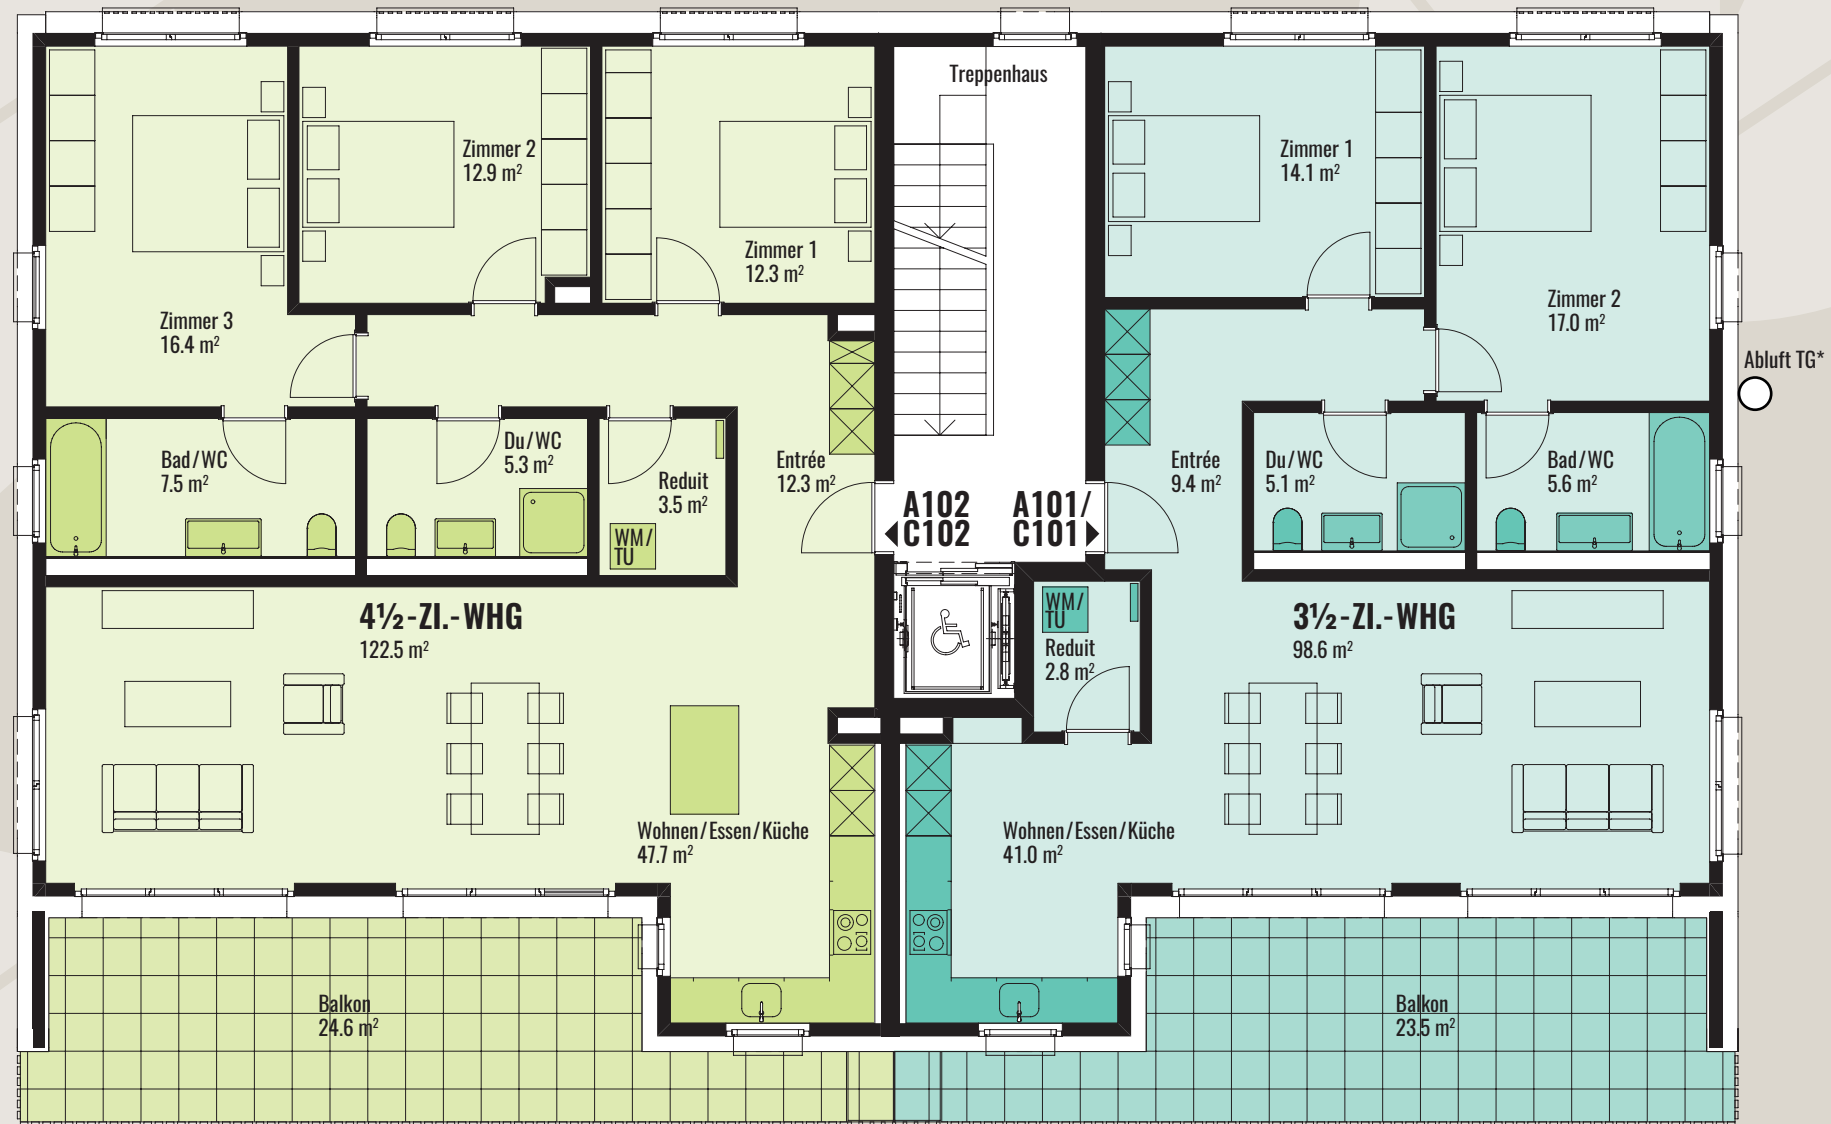 Treppenhaus
Zimmer 2
12.9 m²
Zimmer 1
14.1 m²
Zimmer 1
12.3 m²
Zimmer 3
16.4 m²
Zimmer 2
17.0 m²
Abluft TG*
Bad/WC
7.5 m²
Du/WC
5.3 m²
Reduit
3.5 m²
WM/
TU
Entrée
12.3 m²
A102
C102
A101/
C101
Entrée
9.4 m²
Du/WC
5.1 m²
Bad/WC
5.6 m²
4½-ZI.-WHG
122.5 m²
WM/
TU
Reduit
2.8 m²
3½-ZI.-WHG
98.6 m²
Wohnen/Essen/Küche
47.7 m²
Wohnen/Essen/Küche
41.0 m²
Balkon
24.6 m²
Balkon
23.5 m²